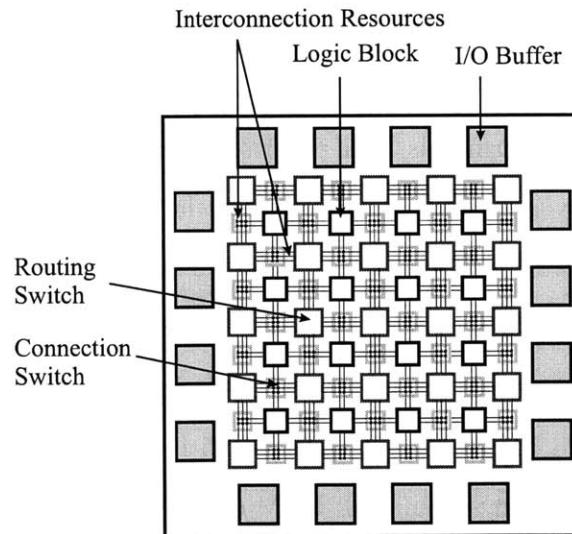 Interconnection Resources
Logic Block
I/O Buffer
Routing
Switch
Connection
Switch